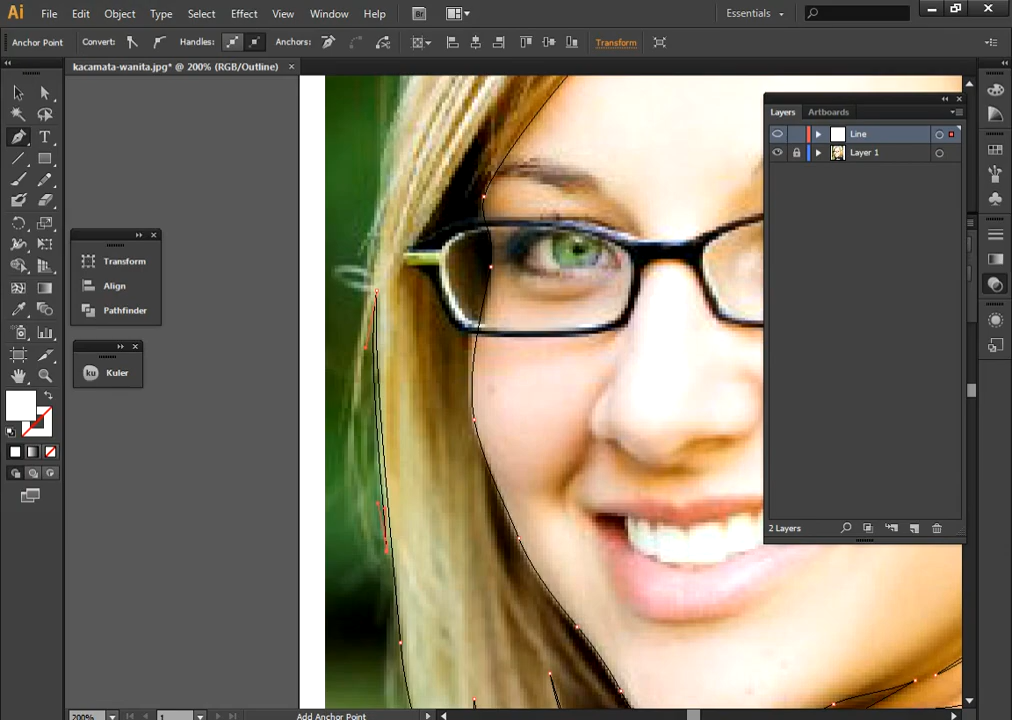 Ai File Edit Object Type Select Effect View Window Help Br Essentials
Anchor Point Convert: Handles: Anchors: Transform
kacamata-wanita.jpg* @ 200% (RGB/Outline)
Layers Artboards
Line
Layer 1
Transform
Align
Pathfinder
ku Kuler
2 Layers
200% 1 Add Anchor Point